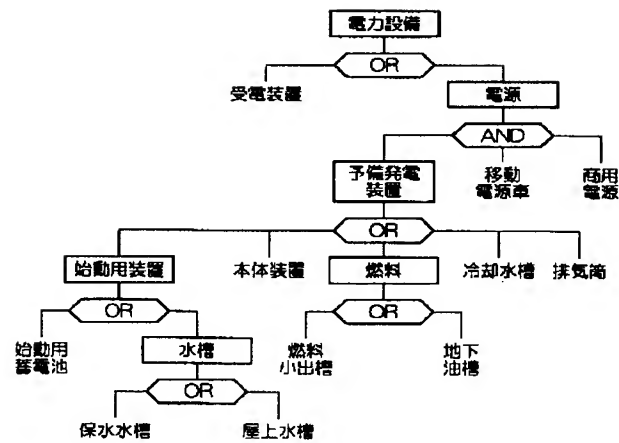 電力設備
OR
受電装置
電源
AND
予備発電
装置
移動
電源車
商用
電源
OR
始動用装置
本体装置
燃料
冷却水槽
排気筒
OR
OR
始動用
蓄電池
水槽
燃料
小出槽
地下
油槽
OR
保水水槽
屋上水槽